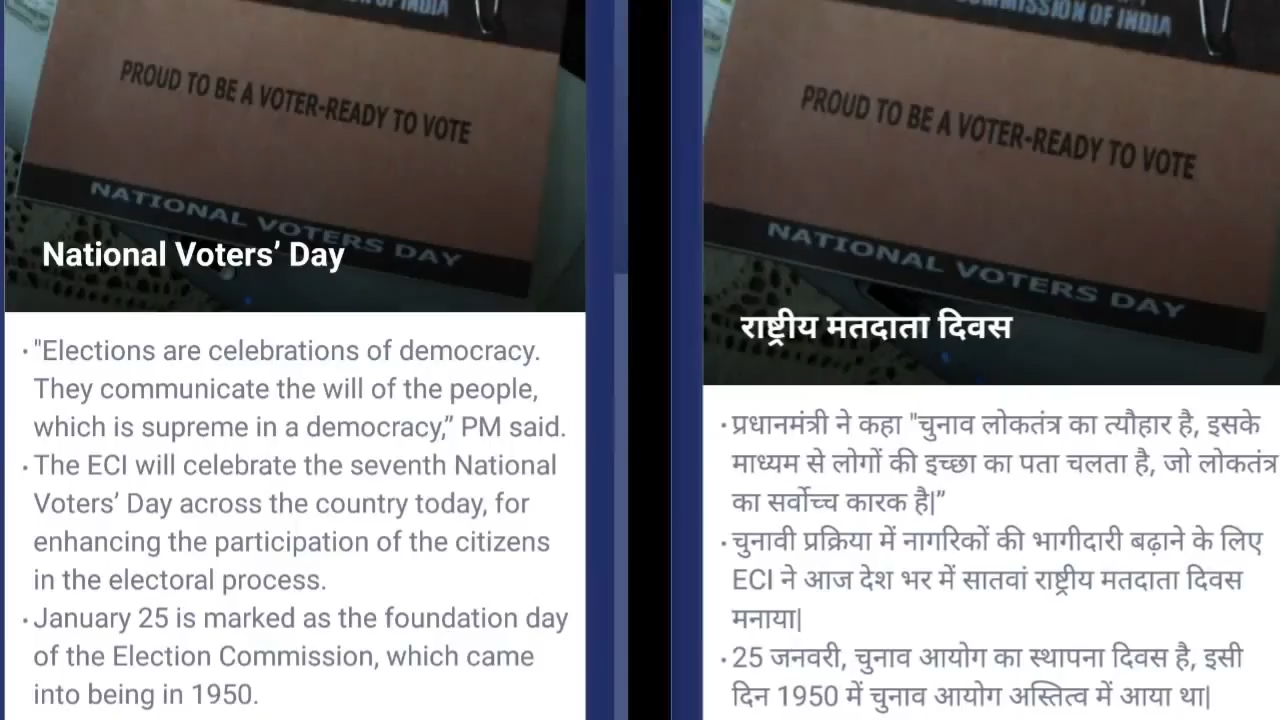 OF INDIA
PROUD TO BE A VOTER-READY TO VOTE
NATIONAL VOTERS DAY
National Voters’ Day
· "Elections are celebrations of democracy.
They communicate the will of the people,
which is supreme in a democracy,” PM said.
· The ECI will celebrate the seventh National
Voters’ Day across the country today, for
enhancing the participation of the citizens
in the electoral process.
· January 25 is marked as the foundation day
of the Election Commission, which came
into being in 1950.
OF INDIA
PROUD TO BE A VOTER-READY TO VOTE
NATIONAL VOTERS DAY
राष्ट्रीय मतदाता दिवस
· प्रधानमंत्री ने कहा "चुनाव लोकतंत्र का त्यौहार है, इसके
माध्यम से लोगों की इच्छा का पता चलता है, जो लोकतंत्र
का सर्वोच्च कारक है|”
· चुनावी प्रक्रिया में नागरिकों की भागीदारी बढ़ाने के लिए
ECI ने आज देश भर में सातवां राष्ट्रीय मतदाता दिवस
मनाया|
· 25 जनवरी, चुनाव आयोग का स्थापना दिवस है, इसी
दिन 1950 में चुनाव आयोग अस्तित्व में आया था|